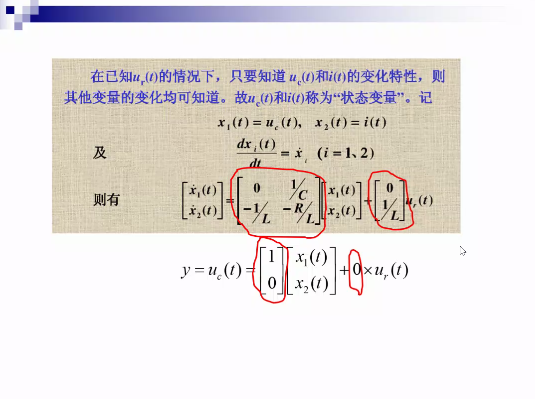 在已知u_r(t)的情况下，只要知道 u_c(t)和i(t)的变化特性，则
其他变量的变化均可知道。故u_c(t)和i(t)称为“状态变量”。记
x_1(t) = u_c(t), x_2(t) = i(t)
及 dx_i(t)/dt = ẋ_i (i = 1、2)
则有 [ẋ_1(t) ; ẋ_2(t)] = [0 1/C ; -1/L -R/L] [x_1(t) ; x_2(t)] + [0 ; 1/L] u_r(t)
y = u_c(t) = [1 ; 0] [x_1(t) ; x_2(t)] + 0 × u_r(t)